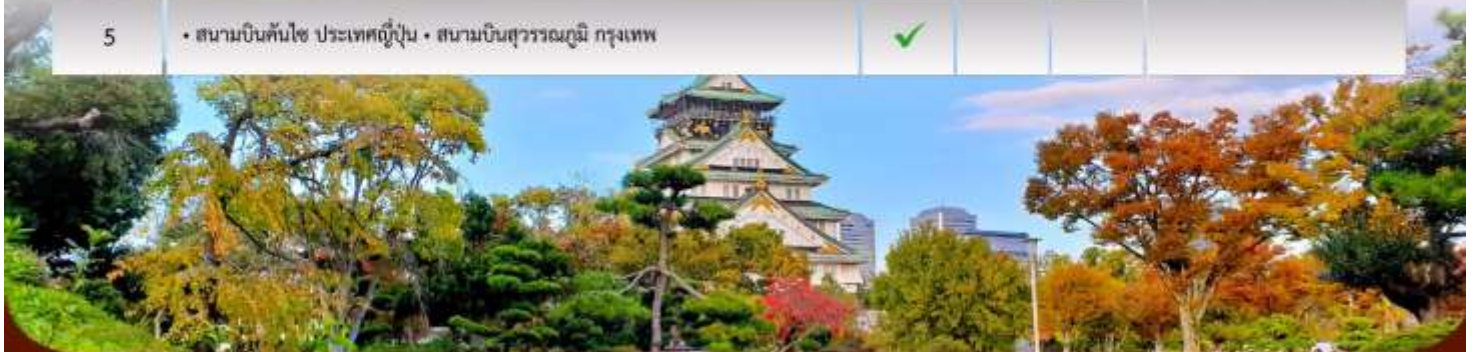 5 • สนามบินคันไซ ประเทศญี่ปุ่น • สนามบินสุวรรณภูมิ กรุงเทพ ✓